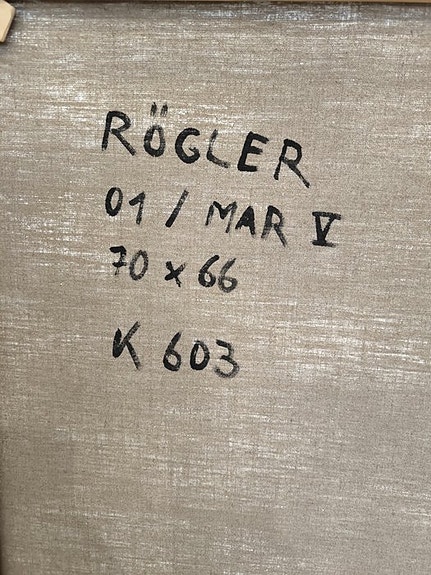 RÖGLER
01 / MAR V
70 x 66
K 603